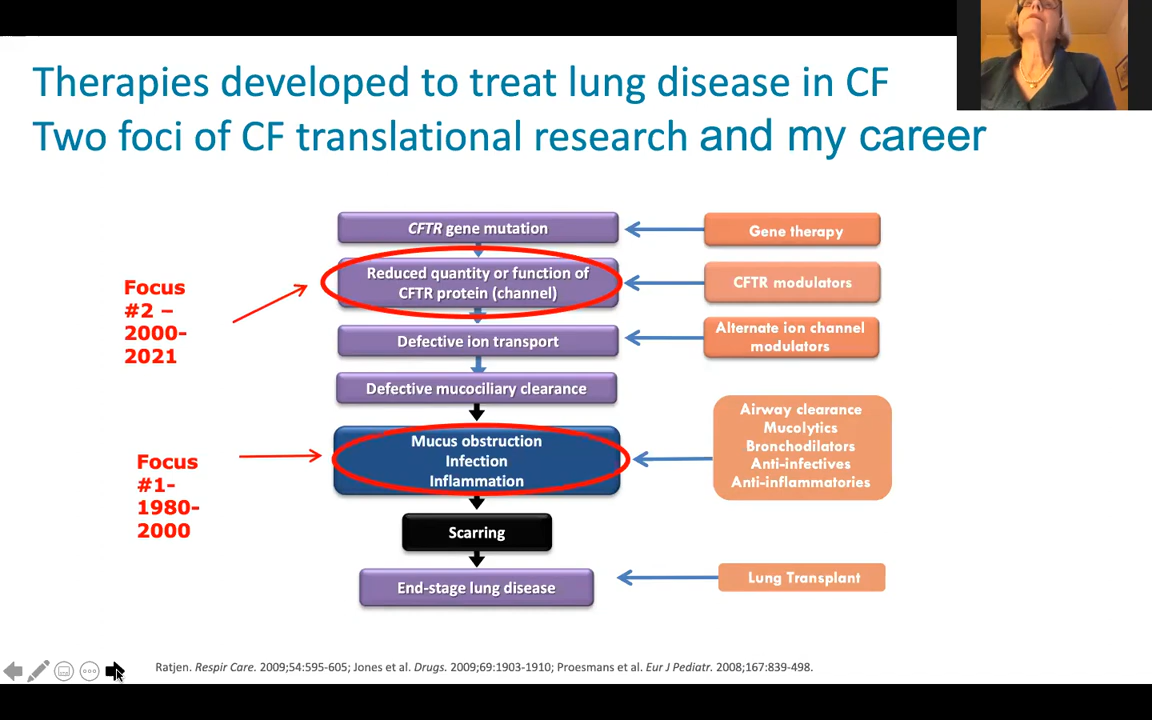 Therapies developed to treat lung disease in CF
Two foci of CF translational research and my career
CFTR gene mutation
Gene therapy
Reduced quantity or function of
CFTR protein (channel)
CFTR modulators
Focus
#2 –
2000-
2021
Defective ion transport
Alternate ion channel
modulators
Defective mucociliary clearance
Mucus obstruction
Infection
Inflammation
Airway clearance
Mucolytics
Bronchodilators
Anti-infectives
Anti-inflammatories
Focus
#1-
1980-
2000
Scarring
End-stage lung disease
Lung Transplant
Ratjen. Respir Care. 2009;54:595-605; Jones et al. Drugs. 2009;69:1903-1910; Proesmans et al. Eur J Pediatr. 2008;167:839-498.